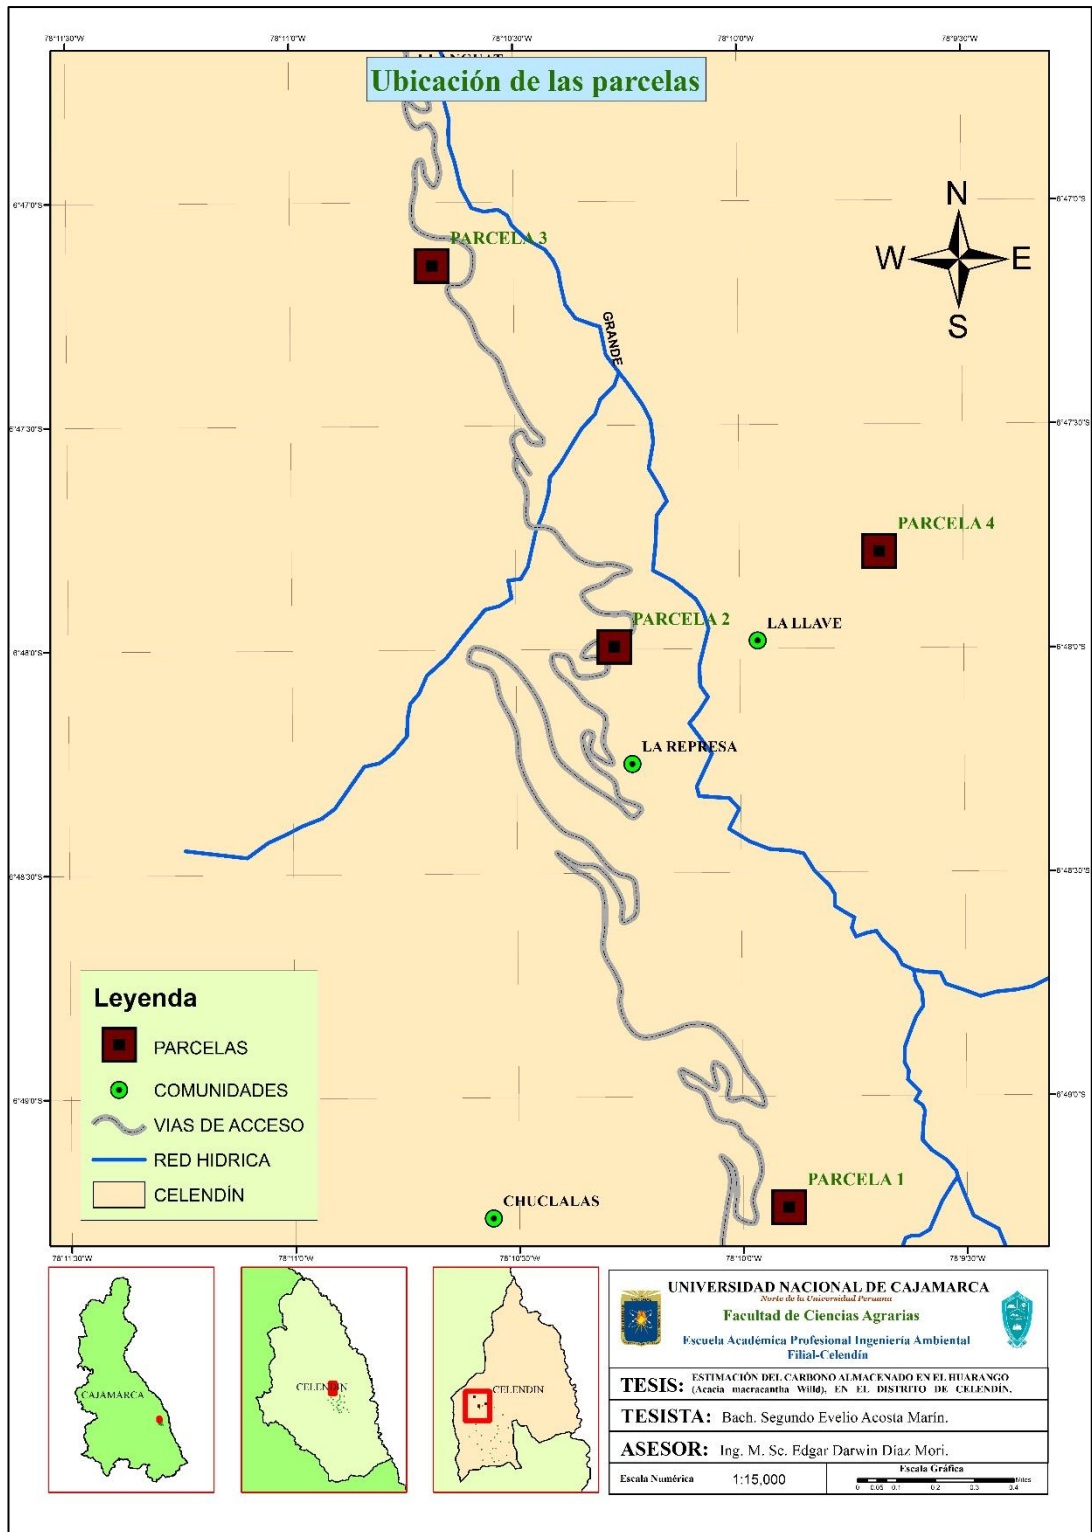 78°11'30"W 78°11'0"W 78°10'30"W 78°10'0"W 78°9'30"W
Ubicación de las parcelas
N
W E
S
6°47'0"S 6°47'0"S
PARCELA 3
GRANDE
6°47'30"S 6°47'30"S
PARCELA 4
PARCELA 2
LA LLAVE
6°48'0"S 6°48'0"S
LA REPRESA
6°48'30"S 6°48'30"S
Leyenda
PARCELAS
COMUNIDADES
VIAS DE ACCESO
RED HIDRICA
CELENDÍN
6°49'0"S 6°49'0"S
PARCELA 1
CHUCLALAS
78°11'30"W 78°11'0"W 78°10'30"W 78°10'0"W 78°9'30"W
CAJAMARCA
CELENDÍN
CELENDIN
UNIVERSIDAD NACIONAL DE CAJAMARCA
Norte de la Universidad Peruana
Facultad de Ciencias Agrarias
Escuela Académica Profesional Ingeniería Ambiental
Filial-Celendín
TESIS: ESTIMACIÓN DEL CARBONO ALMACENADO EN EL HUARANGO
(Acacia macracantha Willd), EN EL DISTRITO DE CELENDÍN.
TESISTA: Bach. Segundo Evelio Acosta Marín.
ASESOR: Ing. M. Sc. Edgar Darwin Díaz Mori.
Escala Numérica 1:15,000
Escala Gráfica
0 0.05 0.1 0.2 0.3 0.4 Miles